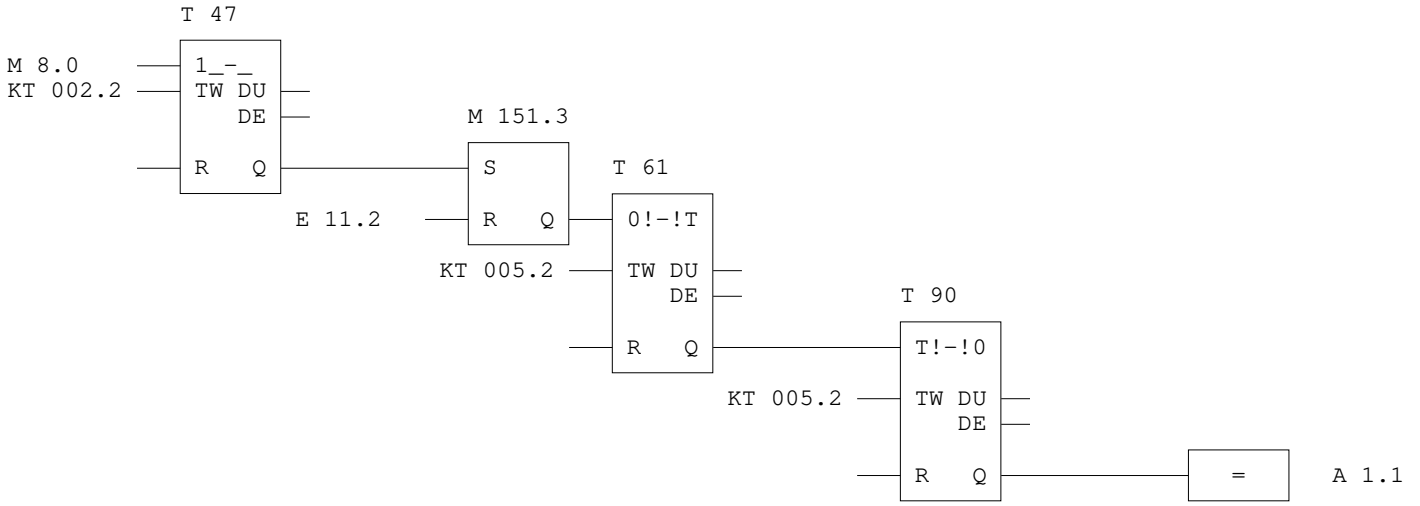 T 47
M 8.0 1_-_
KT 002.2 TW DU
DE
M 151.3
R Q S T 61
E 11.2 R Q 0!-!T
KT 005.2 TW DU
DE T 90
R Q T!-!0
KT 005.2 TW DU
DE
R Q = A 1.1